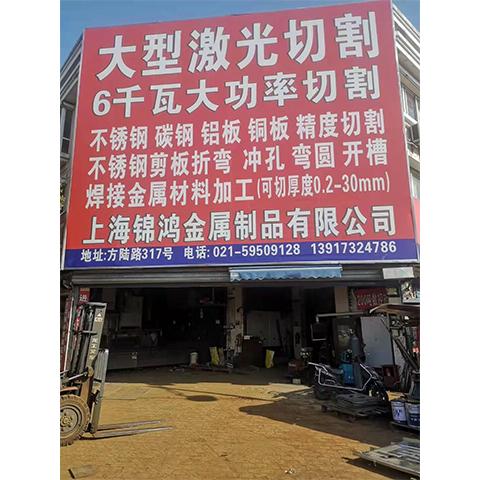 大型激光切割
6千瓦大功率切割
不锈钢 碳钢 铝板 铜板 精度切割
不锈钢剪板折弯 冲孔 弯圆 开槽
焊接金属材料加工(可切厚度0.2-30mm)
上海锦鸿金属制品有限公司
地址:方陆路317号 电话: 021-59509128 13917324786